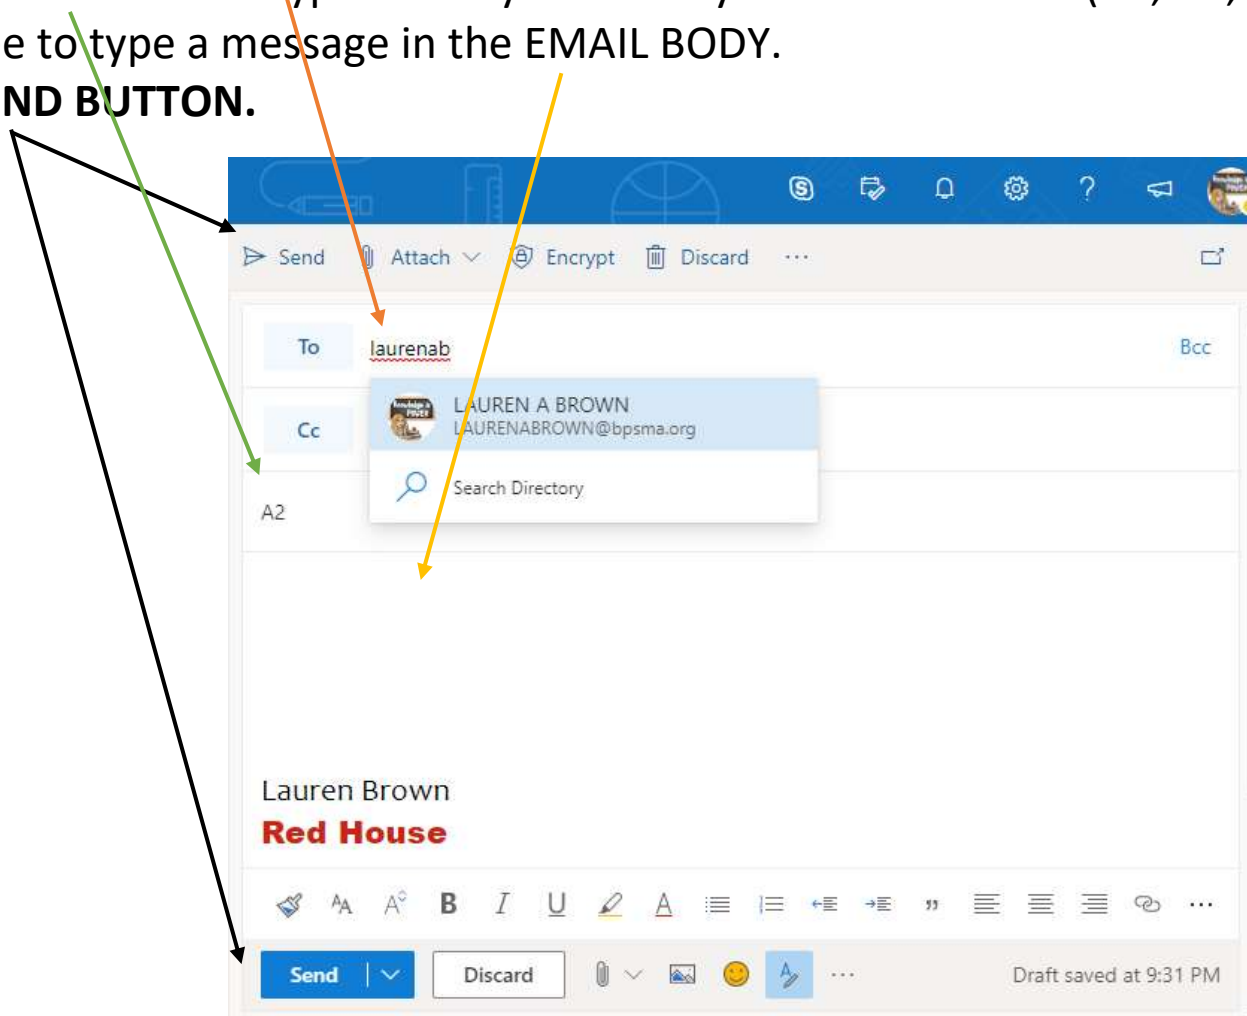 e to type a message in the EMAIL BODY.
ND BUTTON.
Send Attach Encrypt Discard ...
To laurenab Bcc
LAUREN A BROWN
Cc LAURENABROWN@bpsma.org
Search Directory
A2
Lauren Brown
Red House
Send Discard ... Draft saved at 9:31 PM